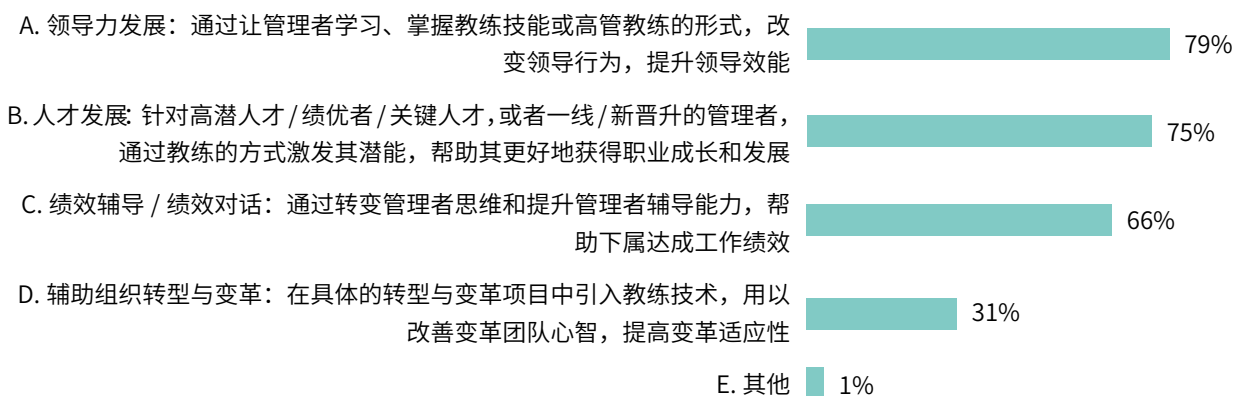 A. 领导力发展：通过让管理者学习、掌握教练技能或高管教练的形式，改
变领导行为，提升领导效能
79%
B. 人才发展：针对高潜人才 / 绩优者 / 关键人才，或者一线 / 新晋升的管理者，
通过教练的方式激发其潜能，帮助其更好地获得职业成长和发展
75%
C. 绩效辅导 / 绩效对话：通过转变管理者思维和提升管理者辅导能力，帮
助下属达成工作绩效
66%
D. 辅助组织转型与变革：在具体的转型与变革项目中引入教练技术，用以
改善变革团队心智，提高变革适应性
31%
E. 其他
1%